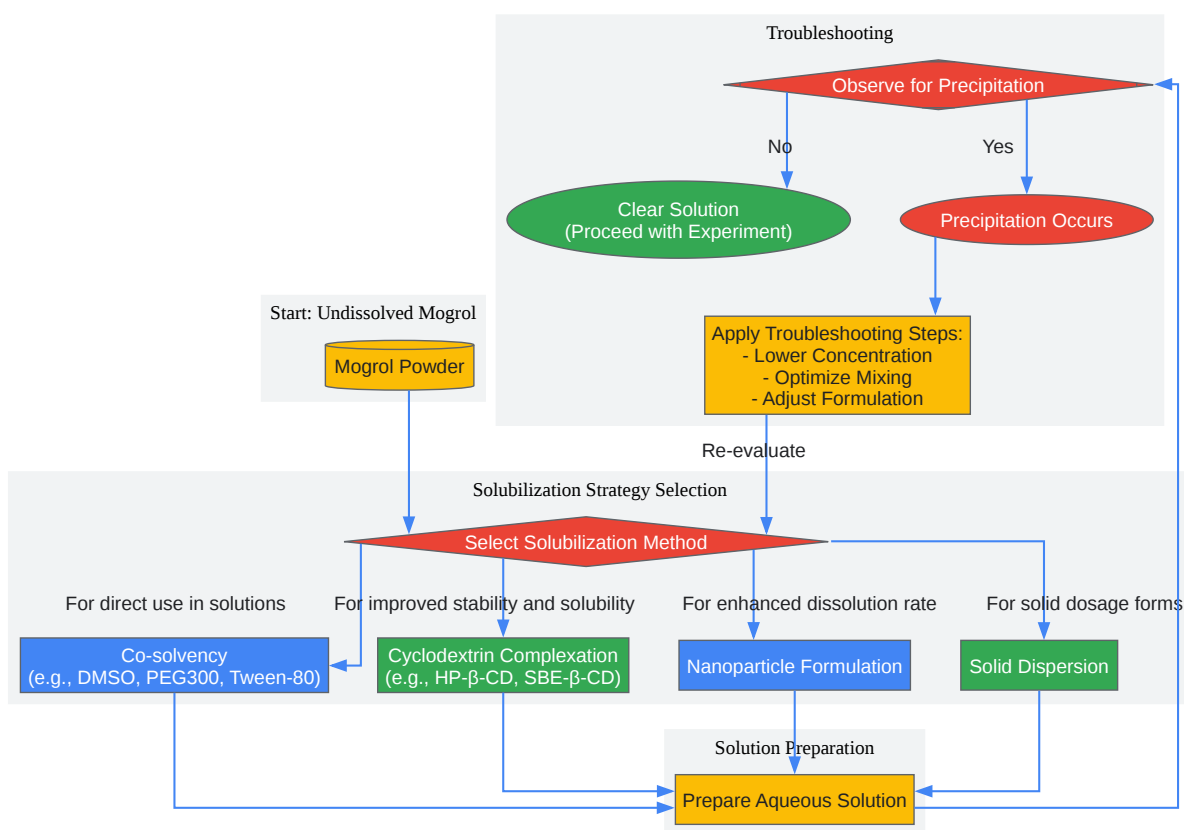 Troubleshooting
Observe for Precipitation
No
Yes
Clear Solution
(Proceed with Experiment)
Precipitation Occurs
Start: Undissolved Mogrol
Mogrol Powder
Apply Troubleshooting Steps:
- Lower Concentration
- Optimize Mixing
- Adjust Formulation
Re-evaluate
Solubilization Strategy Selection
Select Solubilization Method
For direct use in solutions
For improved stability and solubility
For enhanced dissolution rate
For solid dosage forms
Co-solvency
(e.g., DMSO, PEG300, Tween-80)
Cyclodextrin Complexation
(e.g., HP-β-CD, SBE-β-CD)
Nanoparticle Formulation
Solid Dispersion
Solution Preparation
Prepare Aqueous Solution